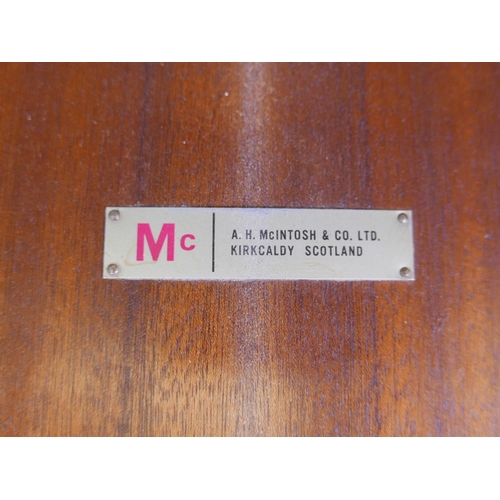 Mc
A. H. McINTOSH & CO. LTD.
KIRKCALDY SCOTLAND